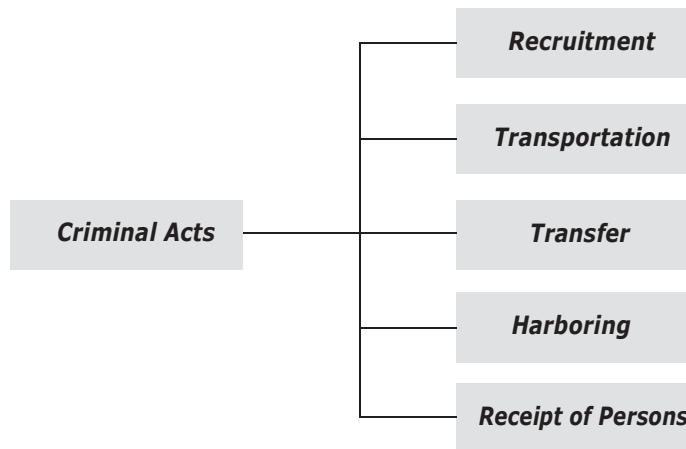 Recruitment
Transportation
Criminal Acts
Transfer
Harboring
Receipt of Persons